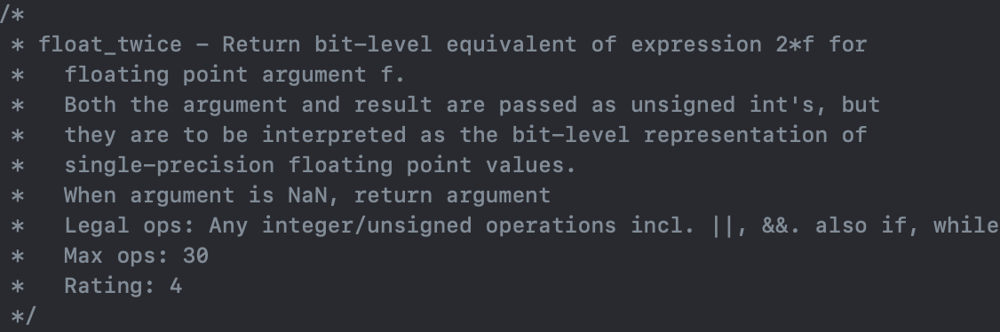 /*
 * float_twice - Return bit-level equivalent of expression 2*f for
 *   floating point argument f.
 *   Both the argument and result are passed as unsigned int's, but
 *   they are to be interpreted as the bit-level representation of
 *   single-precision floating point values.
 *   When argument is NaN, return argument
 *   Legal ops: Any integer/unsigned operations incl. ||, &&. also if, while
 *   Max ops: 30
 *   Rating: 4
 */